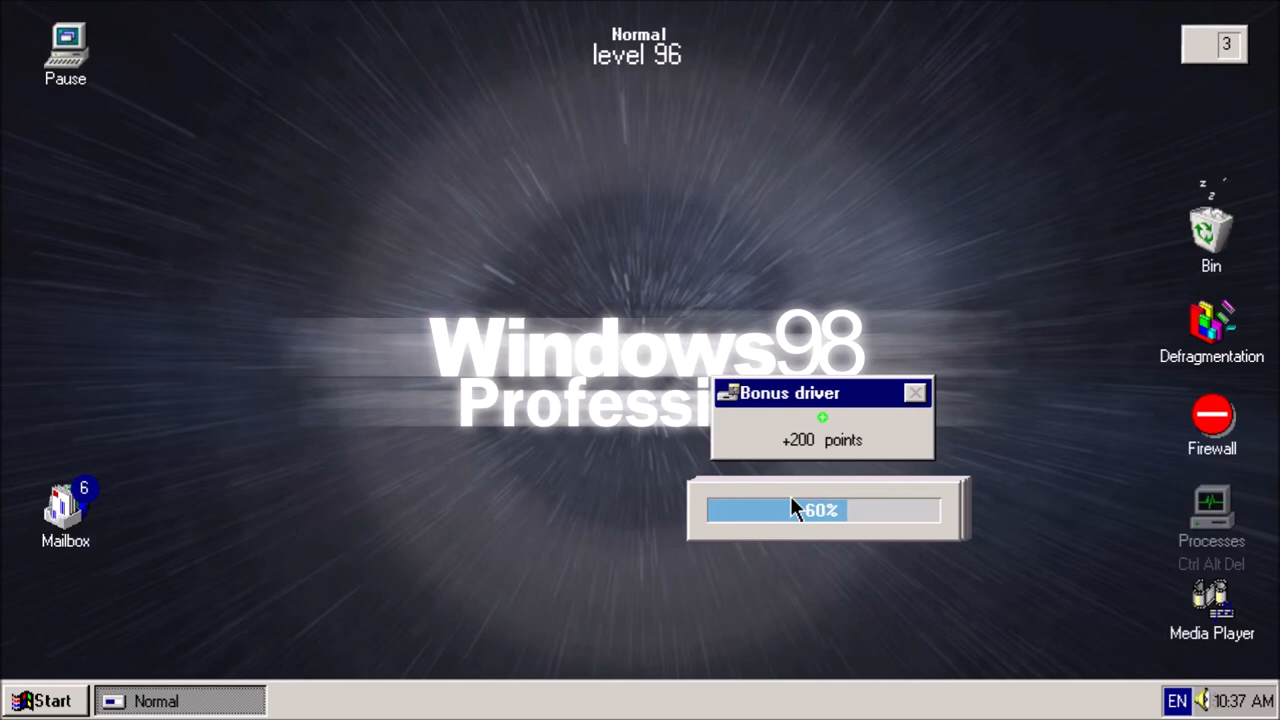 Pause
Normal
level 96
3
z
z
Bin
Defragmentation
Firewall
Windows98
Professi
Bonus driver
+200 points
60%
6
Mailbox
Processes
Ctrl Alt Del
Media Player
Start
Normal
EN
10:37 AM